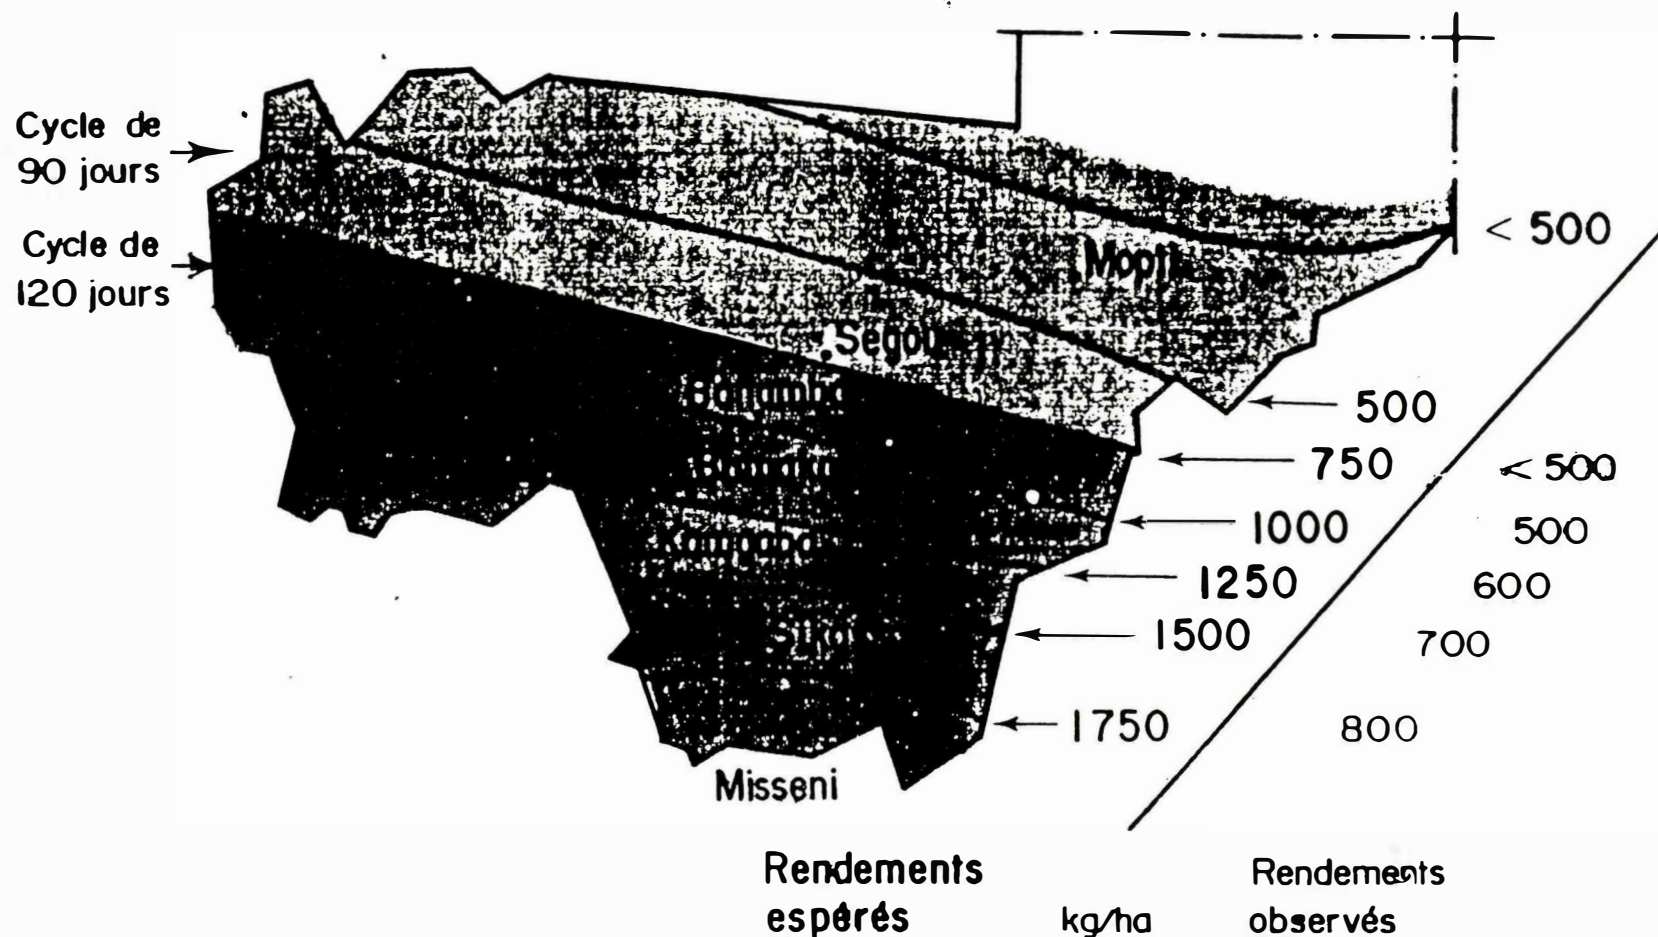 Cycle de
90 jours
Cycle de
120 jours
Mopti
Segou
< 500
500
750
1000
1250
1500
1750
< 500
500
600
700
800
Misseni
Rendements
espérés
kg/ha
Rendements
observés